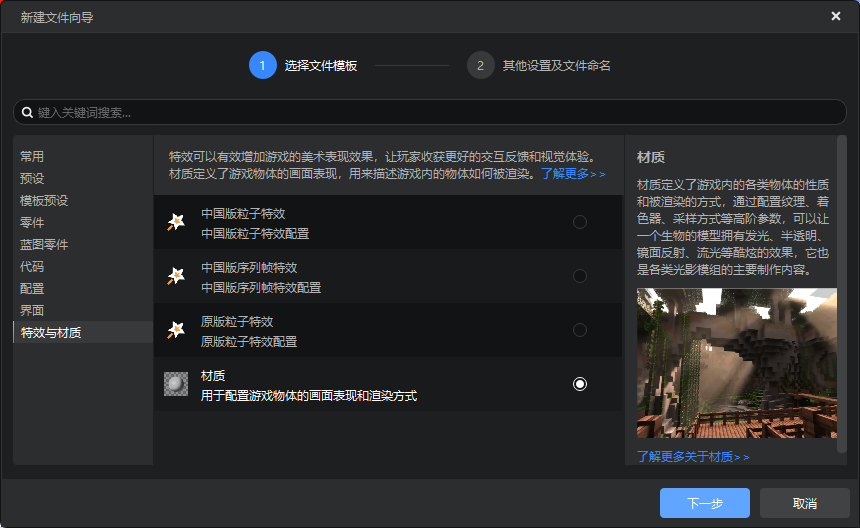 新建文件向导
1 选择文件模板 2 其他设置及文件命名
键入关键词搜索...
常用
预设
模板预设
零件
蓝图零件
代码
配置
界面
特效与材质
特效可以有效增加游戏的美术表现效果，让玩家收获更好的交互反馈和视觉体验。
材质定义了游戏物体的画面表现，用来描述游戏内的物体如何被渲染。了解更多>>
中国版粒子特效
中国版粒子特效配置
中国版序列帧特效
中国版序列帧特效配置
原版粒子特效
原版粒子特效配置
材质
用于配置游戏物体的画面表现和渲染方式
材质
材质定义了游戏内的各类物体的性质
和被渲染的方式，通过配置纹理、着
色器、采样方式等高阶参数，可以让
一个生物的模型拥有发光、半透明、
镜面反射、流光等酷炫的效果，它也
是各类光影模组的主要制作内容。
了解更多关于材质>>
下一步 取消